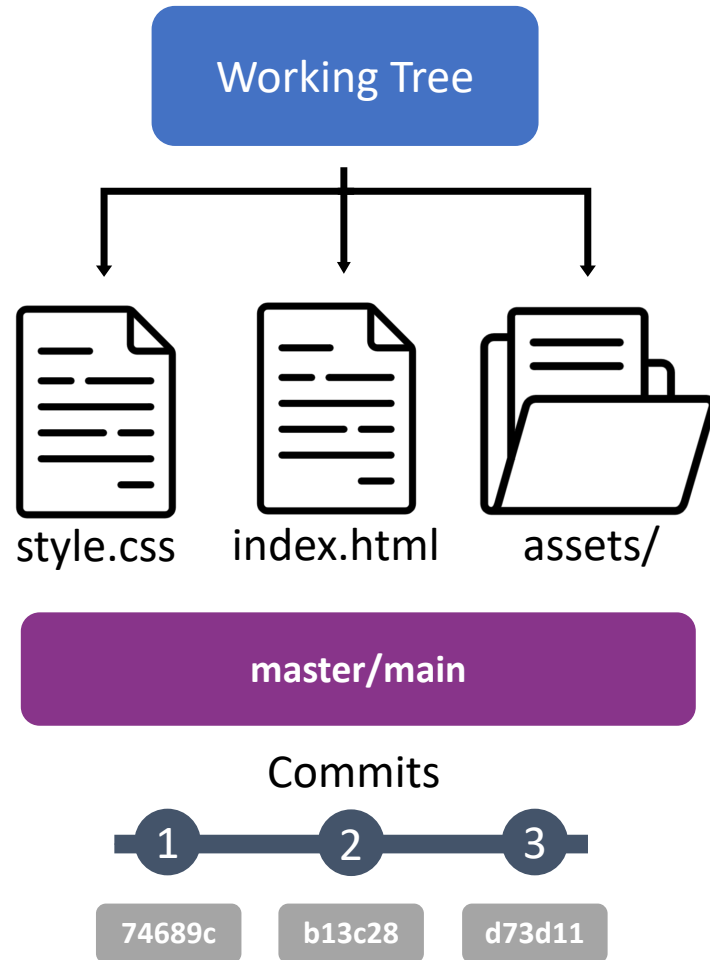 Working Tree
style.css
index.html
assets/
master/main
Commits
1
2
3
74689c
b13c28
d73d11